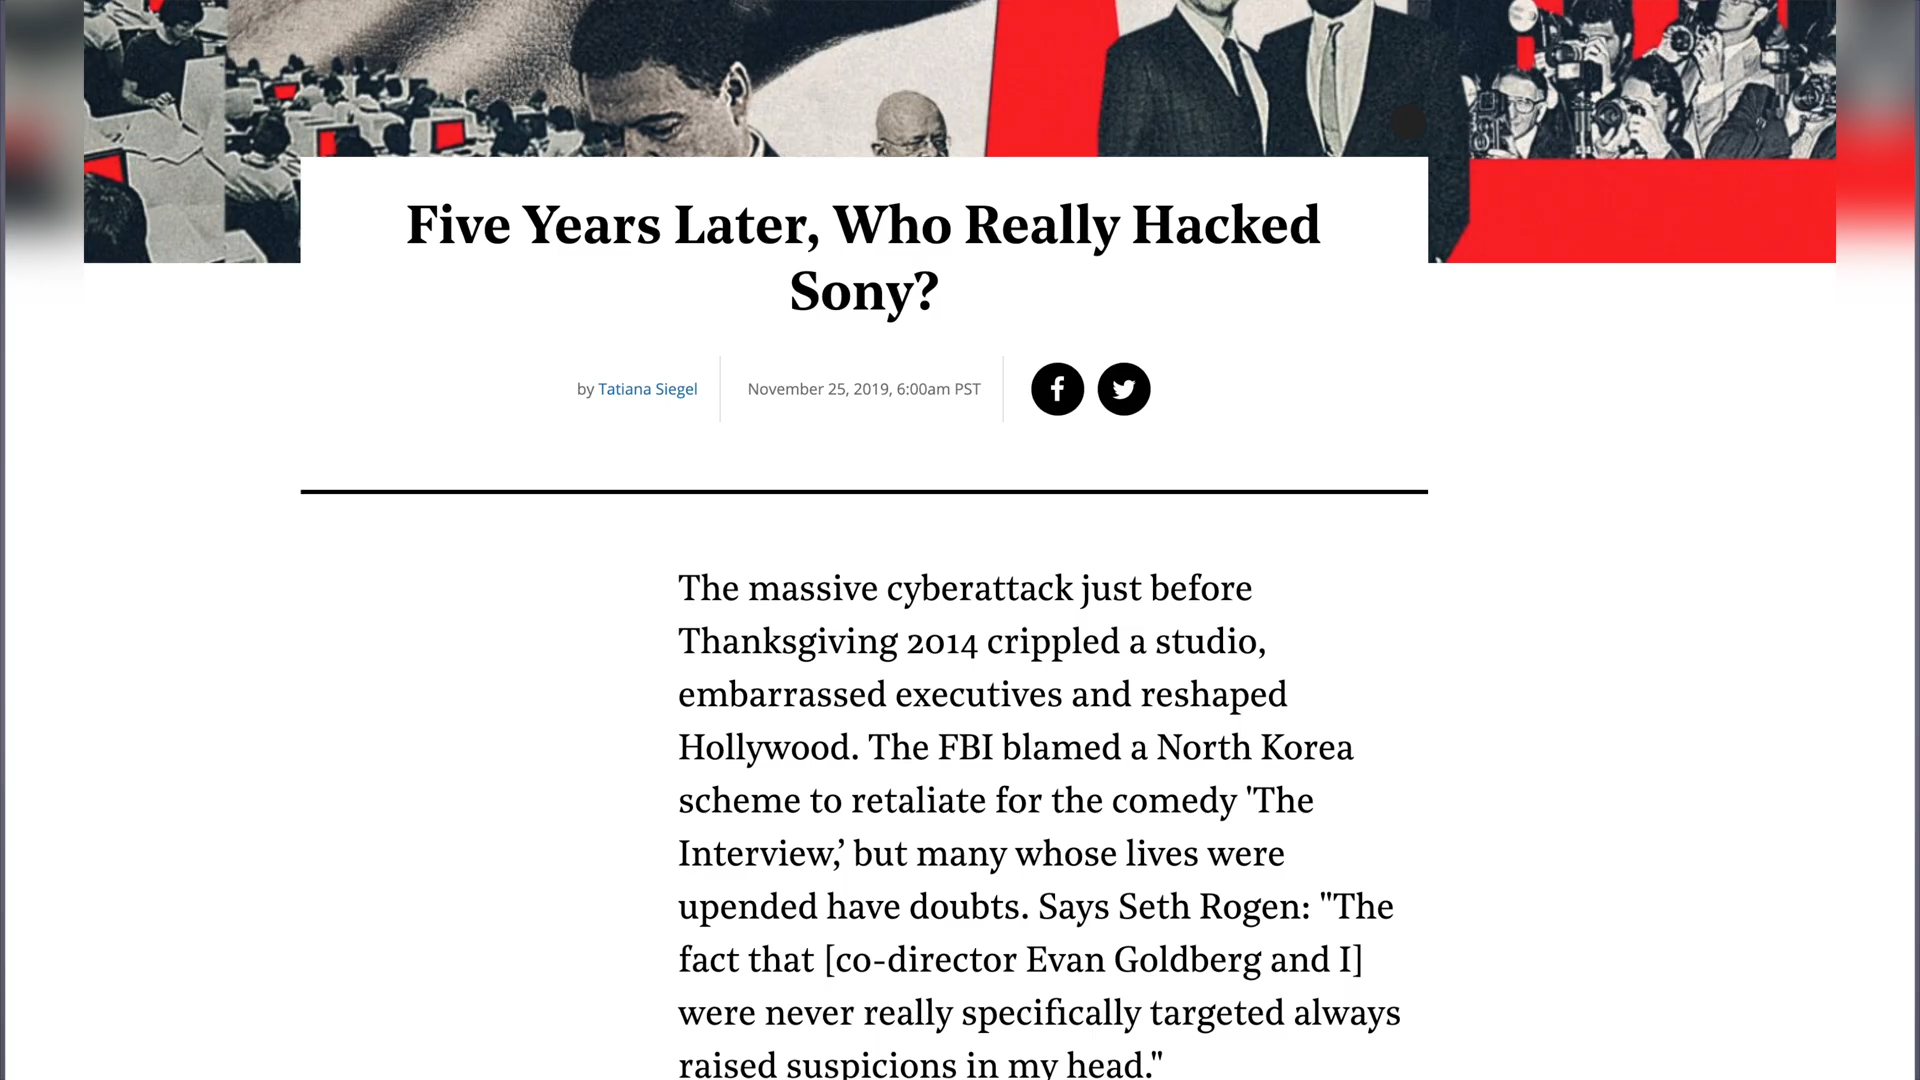 Five Years Later, Who Really Hacked
Sony?
by Tatiana Siegel
November 25, 2019, 6:00am PST
The massive cyberattack just before
Thanksgiving 2014 crippled a studio,
embarrassed executives and reshaped
Hollywood. The FBI blamed a North Korea
scheme to retaliate for the comedy 'The
Interview,’ but many whose lives were
upended have doubts. Says Seth Rogen: "The
fact that [co-director Evan Goldberg and I]
were never really specifically targeted always
raised suspicions in my head."